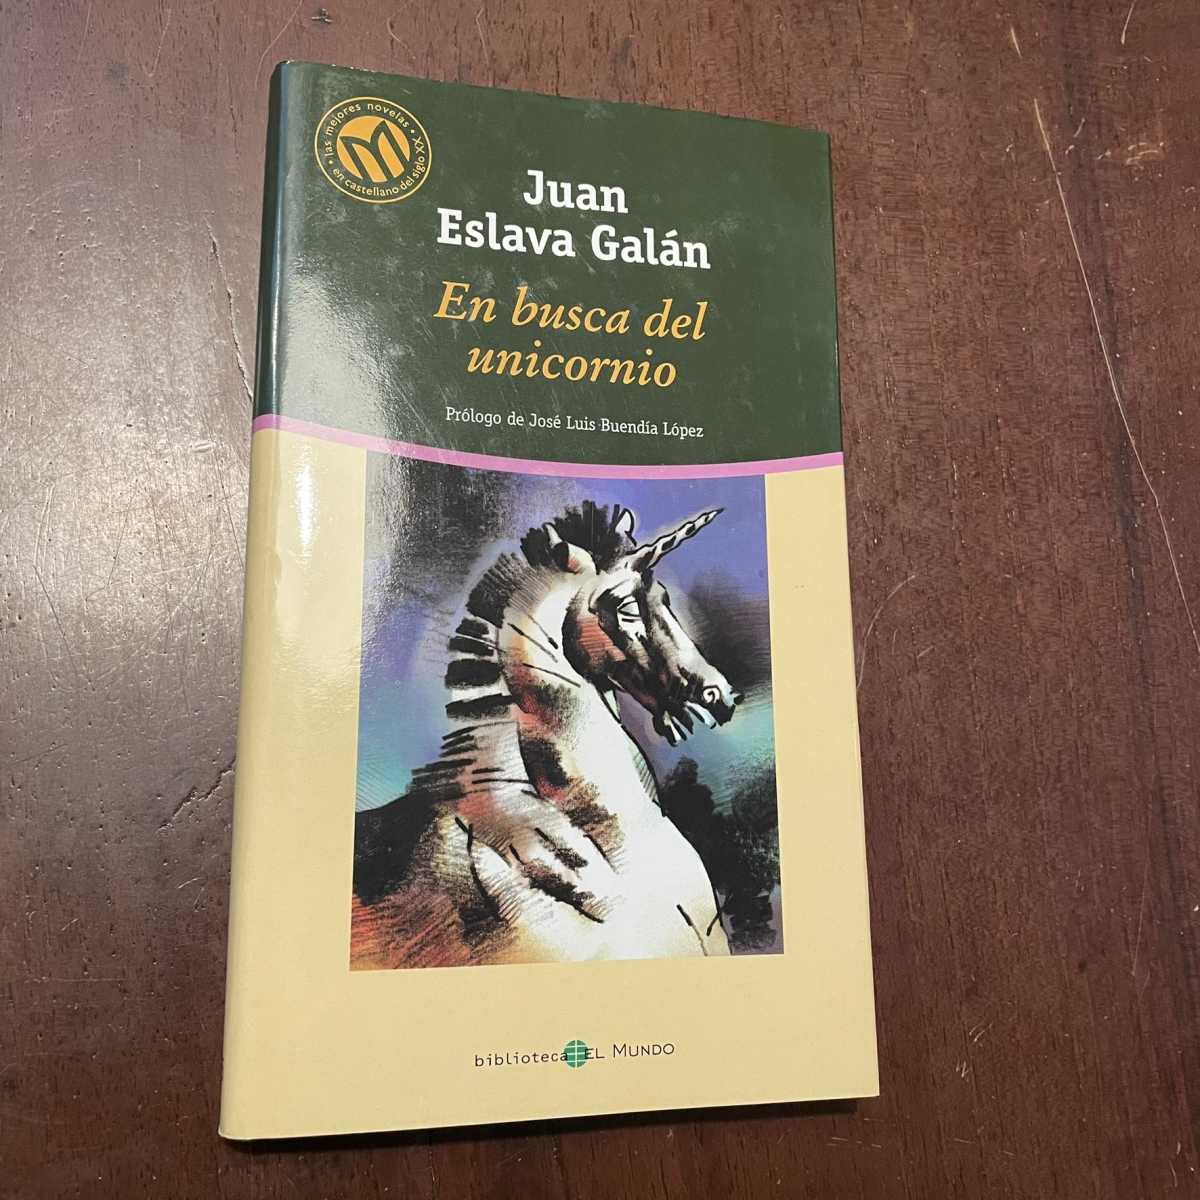 • las mejores novelas •
en castellano del siglo XX
Juan
Eslava Galán
En busca del
unicornio
Prólogo de José Luis Buendía López
biblioteca EL MUNDO